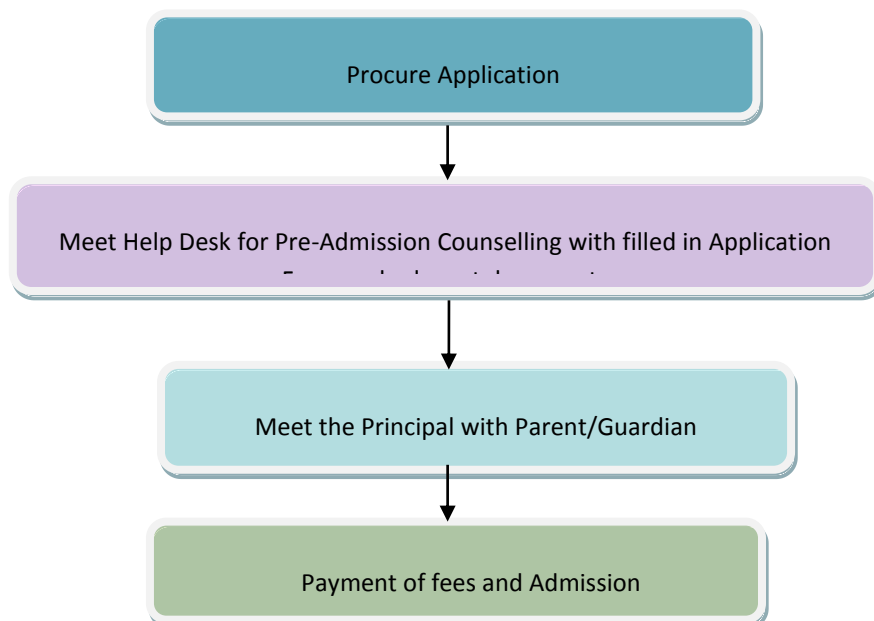 Procure Application
Meet Help Desk for Pre-Admission Counselling with filled in Application
Meet the Principal with Parent/Guardian
Payment of fees and Admission